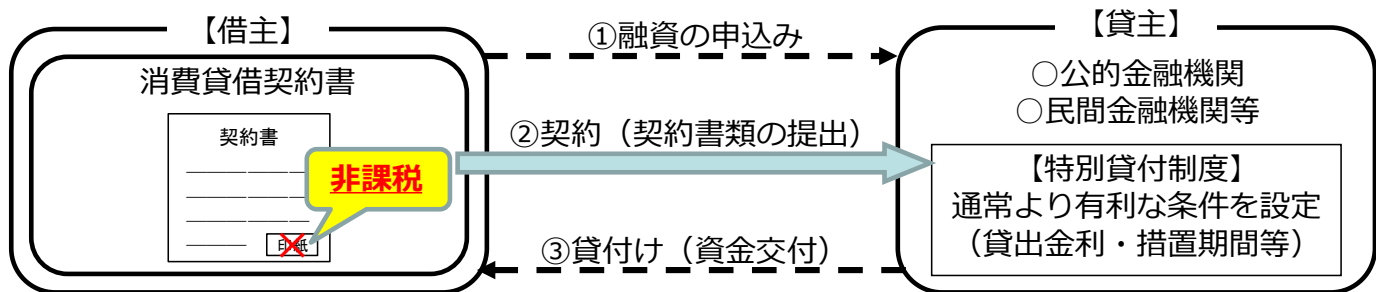 【借主】
消費貸借契約書
契約書
非課税
印紙
①融資の申込み
②契約（契約書類の提出）
③貸付け（資金交付）
【貸主】
○公的金融機関
○民間金融機関等
【特別貸付制度】
通常より有利な条件を設定
（貸出金利・措置期間等）